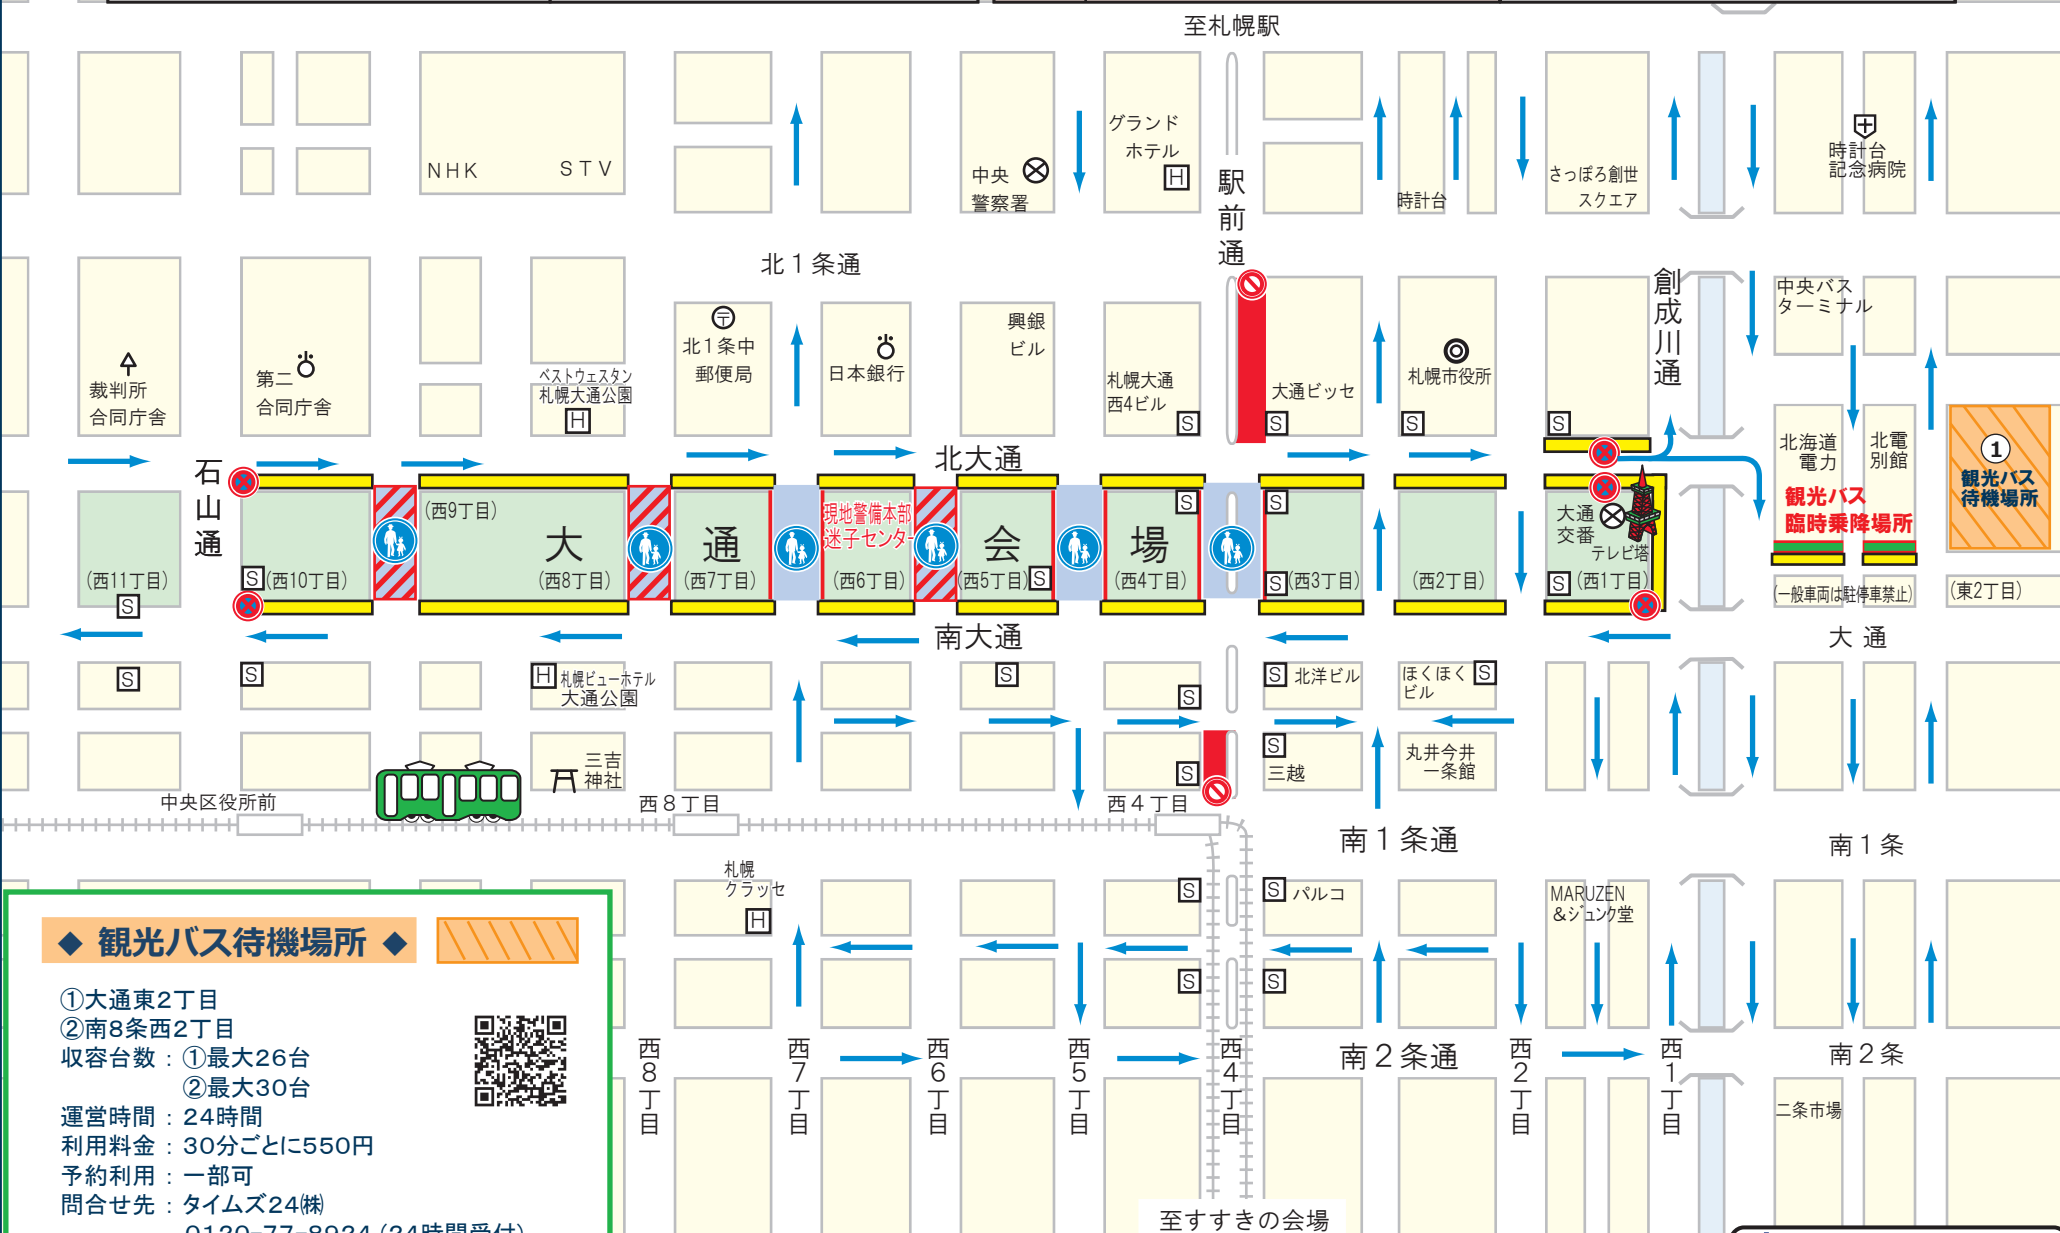 至札幌駅
NHK
STV
中央
警察署
グランド
ホテル
H
駅前通
時計台
さっぽろ創世
スクエア
時計台
記念病院
北1条通
創成川通
中央バス
ターミナル
裁判所
合同庁舎
第二
合同庁舎
ベストウェスタン
札幌大通公園
H
〒
北1条中
郵便局
日本銀行
興銀
ビル
札幌大通
西4ビル
S
大通ビッセ
S
札幌市役所
S
S
北海道
電力
北電
別館
①
観光バス
待機場所
観光バス
臨時乗降場所
石山通
北大通
(西11丁目)
S
S
(西10丁目)
(西9丁目)
大
(西8丁目)
通
(西7丁目)
現地警備本部
迷子センター
(西6丁目)
会
(西5丁目)
S
場
(西4丁目)
S
S
S
(西3丁目)
(西2丁目)
大通
交番
テレビ塔
S
(西1丁目)
(一般車両は駐停車禁止)
(東2丁目)
南大通
大通
S
S
H
札幌ビューホテル
大通公園
S
S
S
北洋ビル
ほくほく
ビル
S
三吉
神社
S
S
三越
丸井今井
一条館
中央区役所前
西8丁目
西4丁目
南1条通
南1条
札幌
クラッセ
H
S
S
パルコ
MARUZEN
&ジュンク堂
S
S
◆ 観光バス待機場所 ◆
①大通東2丁目
②南8条西2丁目
収容台数：①最大26台
②最大30台
運営時間：24時間
利用料金：30分ごとに550円
予約利用：一部可
問合せ先：タイムズ24㈱
0120-77-8924(24時間受付)
西8丁目
西7丁目
西6丁目
西5丁目
西4丁目
南2条通
西2丁目
西1丁目
南2条
二条市場
至すすきの会場